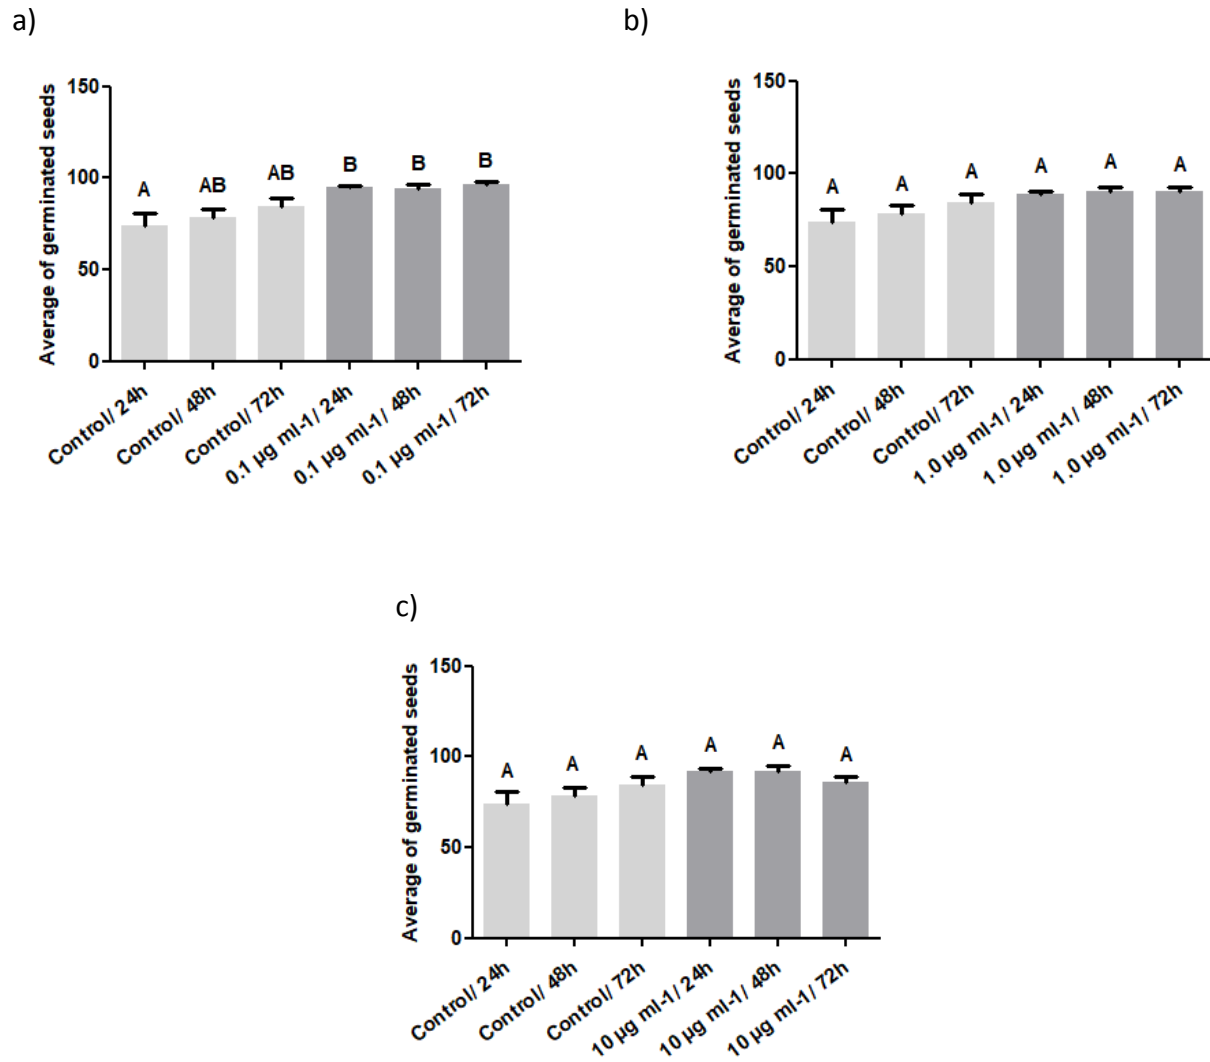 a)
Average of germinated seeds
150
100
50
0
A
AB
AB
B
B
B
Control/ 24h
Control/ 48h
Control/ 72h
0.1 µg ml-1/ 24h
0.1 µg ml-1/ 48h
0.1 µg ml-1/ 72h
b)
Average of germinated seeds
150
100
50
0
A
A
A
A
A
A
Control/ 24h
Control/ 48h
Control/ 72h
1.0 µg ml-1/ 24h
1.0 µg ml-1/ 48h
1.0 µg ml-1/ 72h
c)
Average of germinated seeds
150
100
50
0
A
A
A
A
A
A
Control/ 24h
Control/ 48h
Control/ 72h
10 µg ml-1/ 24h
10 µg ml-1/ 48h
10 µg ml-1/ 72h